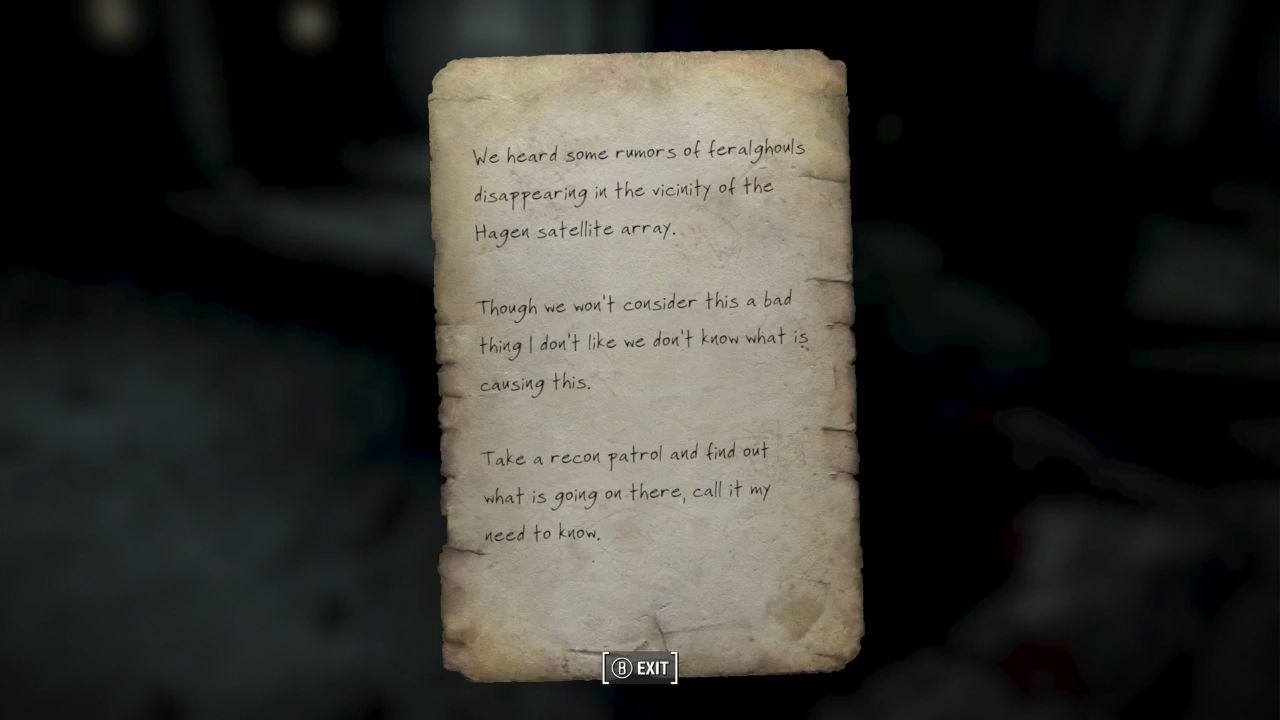 We heard some rumors of feralghouls
disappearing in the vicinity of the
Hagen satellite array.
Though we won't consider this a bad
thing I don't like we don't know what is
causing this.
Take a recon patrol and find out
what is going on there, call it my
need to know.
[Ⓑ EXIT]